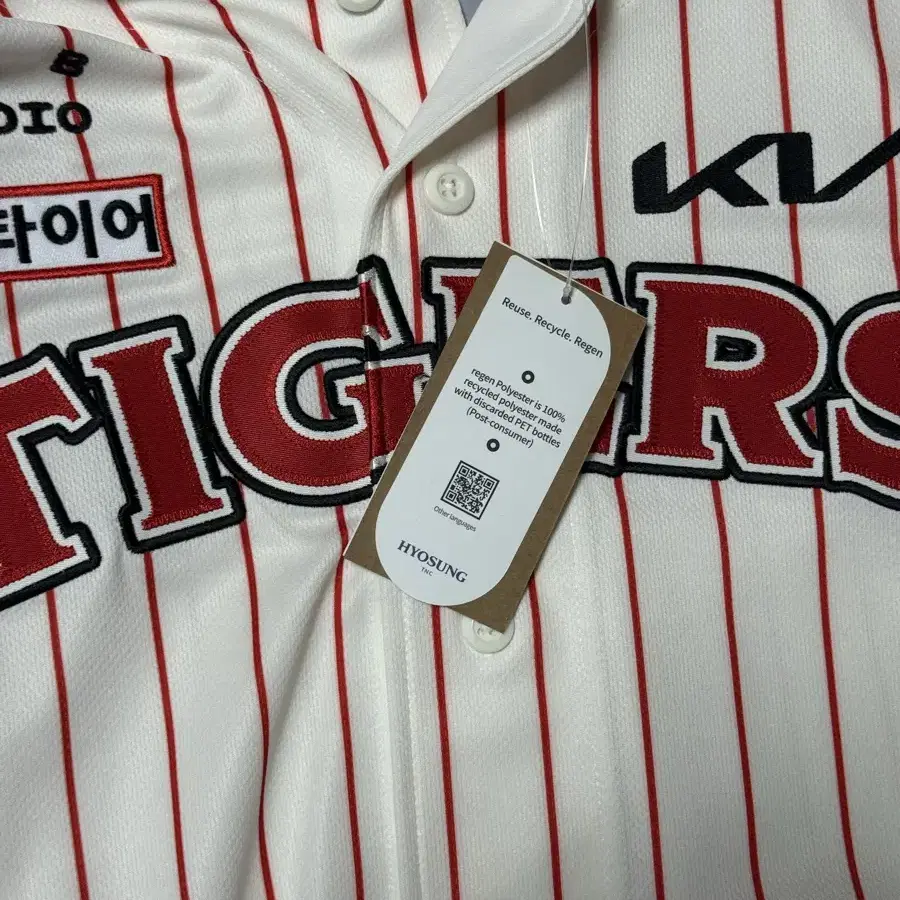 B
DIO
타이어
KIA
TIGERS
Reuse. Recycle. Regen
regen Polyester is 100%
recycled polyester made
with discarded PET bottles
(Post-consumer)
Other languages
HYOSUNG
TNC